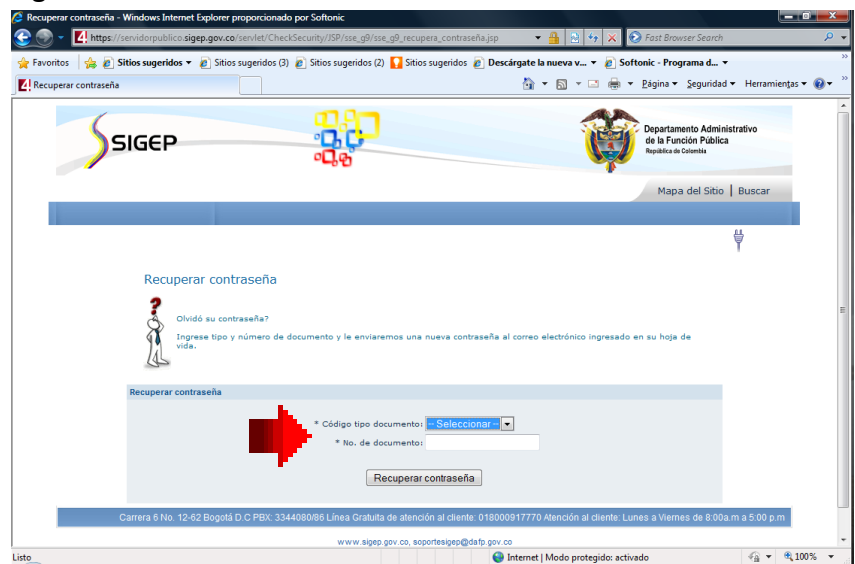 Recuperar contraseña - Windows Internet Explorer proporcionado por Softonic
https://servidorpublico.sigep.gov.co/servlet/CheckSecurity/JSP/sse_g9/sse_g9_recupera_contraseña.jsp
Fast Browser Search
Favoritos Sitios sugeridos Sitios sugeridos (3) Sitios sugeridos (2) Sitios sugeridos Descárgate la nueva v... Softonic - Programa d...
Recuperar contraseña Página Seguridad Herramientas
SIGEP
Departamento Administrativo
de la Función Pública
República de Colombia
Mapa del Sitio | Buscar
Recuperar contraseña
Olvidó su contraseña?
Ingrese tipo y número de documento y le enviaremos una nueva contraseña al correo electrónico ingresado en su hoja de
vida.
Recuperar contraseña
* Código tipo documento: -- Seleccionar --
* No. de documento:
Recuperar contraseña
Carrera 6 No. 12-62 Bogotá D.C PBX: 3344080/86 Línea Gratuita de atención al cliente: 018000917770 Atención al cliente: Lunes a Viernes de 8:00a.m a 5:00 p.m
www.sigep.gov.co, soportesigep@dafp.gov.co
Listo Internet | Modo protegido: activado 100%